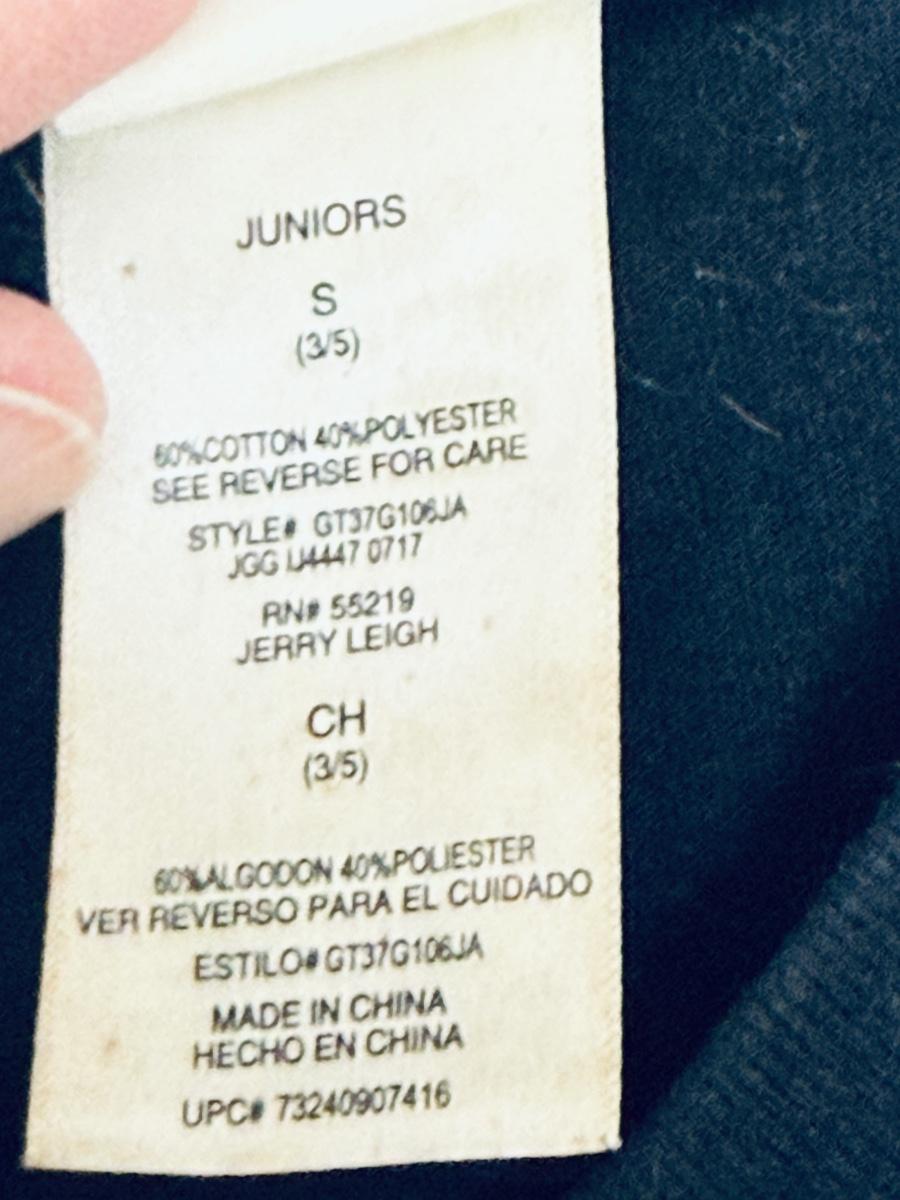 JUNIORS
S
(3/5)
60%COTTON 40%POLYESTER
SEE REVERSE FOR CARE
STYLE# GT37G106JA
JGG IJ4447 0717
RN# 55219
JERRY LEIGH
CH
(3/5)
60%ALGODON 40%POLIESTER
VER REVERSO PARA EL CUIDADO
ESTILO# GT37G106JA
MADE IN CHINA
HECHO EN CHINA
UPC# 73240907416